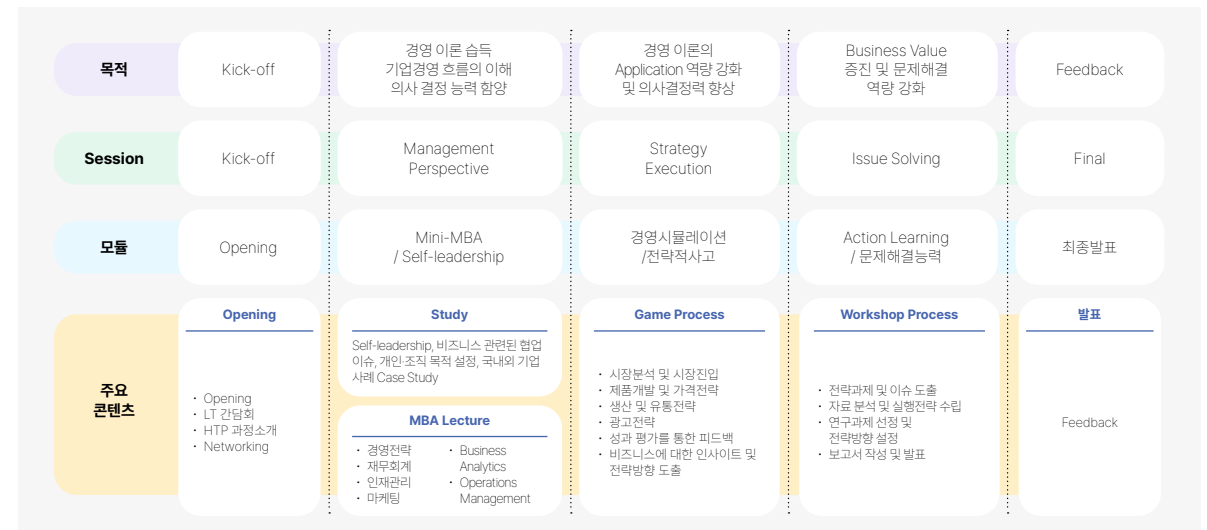 목적
Kick-off
경영 이론 습득
기업경영 흐름의 이해
의사 결정 능력 함양
경영 이론의
Application 역량 강화
및 의사결정력 향상
Business Value
증진 및 문제해결
역량 강화
Feedback
Session
Kick-off
Management
Perspective
Strategy
Execution
Issue Solving
Final
모듈
Opening
Mini-MBA
/ Self-leadership
경영시뮬레이션
/전략적사고
Action Learning
/ 문제해결능력
최종발표
주요
콘텐츠
Opening
· Opening
· LT 간담회
· HTP 과정소개
· Networking
Study
Self-leadership, 비즈니스 관련된 협업
이슈, 개인·조직 목적 설정, 국내외 기업
사례 Case Study
MBA Lecture
· 경영전략
· 재무회계
· 인재관리
· 마케팅
· Business
Analytics
· Operations
Management
Game Process
· 시장분석 및 시장진입
· 제품개발 및 가격전략
· 생산 및 유통전략
· 광고전략
· 성과 평가를 통한 피드백
· 비즈니스에 대한 인사이트 및
전략방향 도출
Workshop Process
· 전략과제 및 이슈 도출
· 자료 분석 및 실행전략 수립
· 연구과제 선정 및
전략방향 설정
· 보고서 작성 및 발표
발표
Feedback